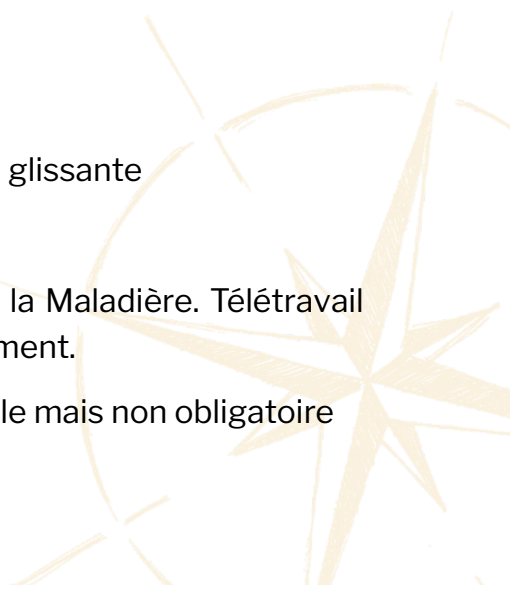 glissante
la Maladière. Télétravail
ment.
le mais non obligatoire